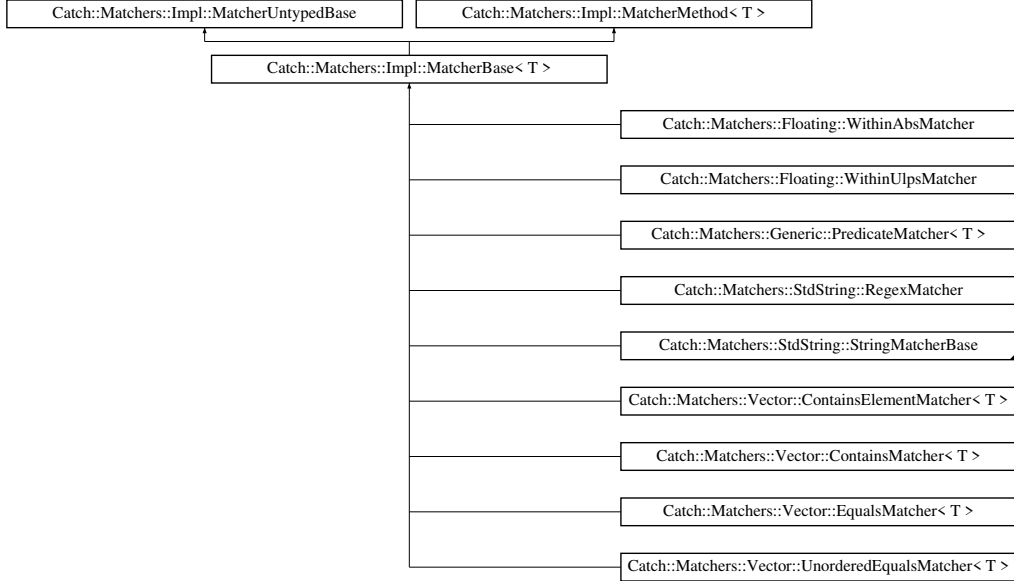 Catch::Matchers::Impl::MatcherUntypedBase
Catch::Matchers::Impl::MatcherMethod< T >
Catch::Matchers::Impl::MatcherBase< T >
Catch::Matchers::Floating::WithinAbsMatcher
Catch::Matchers::Floating::WithinUlpsMatcher
Catch::Matchers::Generic::PredicateMatcher< T >
Catch::Matchers::StdString::RegexMatcher
Catch::Matchers::StdString::StringMatcherBase
Catch::Matchers::Vector::ContainsElementMatcher< T >
Catch::Matchers::Vector::ContainsMatcher< T >
Catch::Matchers::Vector::EqualsMatcher< T >
Catch::Matchers::Vector::UnorderedEqualsMatcher< T >